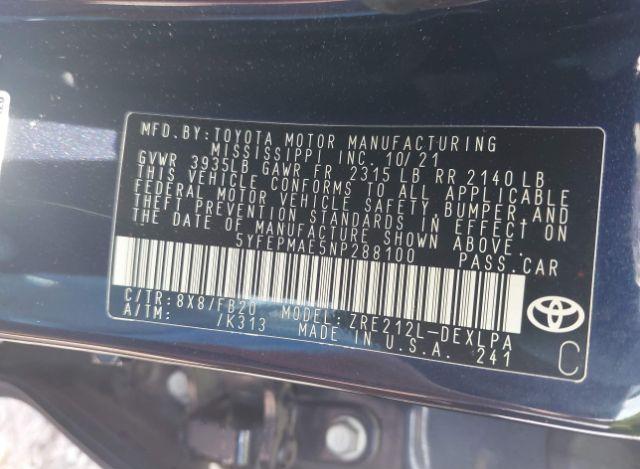 MFD.BY:TOYOTA MOTOR MANUFACTURING
MISSISSIPPI INC. 10/21
GVWR 3935LB GAWR FR 2315 LB RR 2140LB
THIS VEHICLE CONFORMS TO ALL APPLICABLE
FEDERAL MOTOR VEHICLE SAFETY, BUMPER,AND
THEFT PREVENTION STANDARDS IN EFFECT ON
THE DATE OF MANUFACTURE SHOWN ABOVE.
5YFEPMAE5NP288100 PASS.CAR
C/TR:8X8/FB20 MODEL:ZRE212L-DEXLPA
A/TM: /K313 MADE IN U.S.A. 241
TOYOTA
C